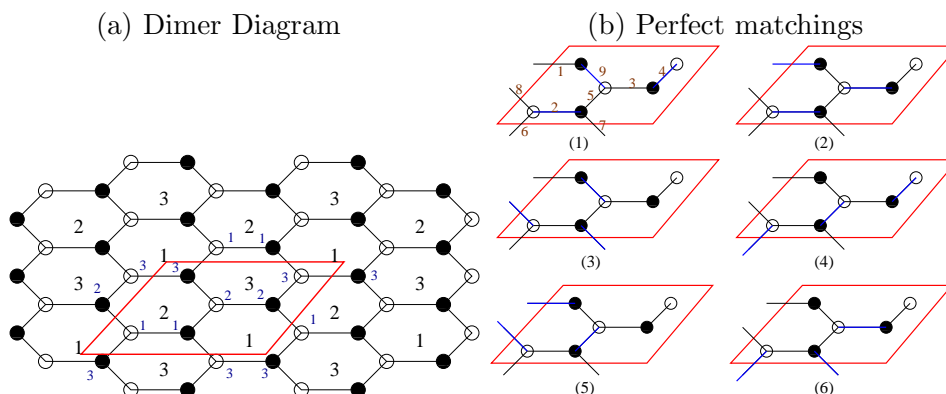 (a) Dimer Diagram
(b) Perfect matchings
1 9 4
8 5 3
2
6 7
(1) (2)
(3) (4)
(5) (6)
3 3
2 2 2
1 1
1 3 3 1
3 3 3 3 3
2 2 2
2 1 1 2 1
1 1 1
3 3
3 3 3